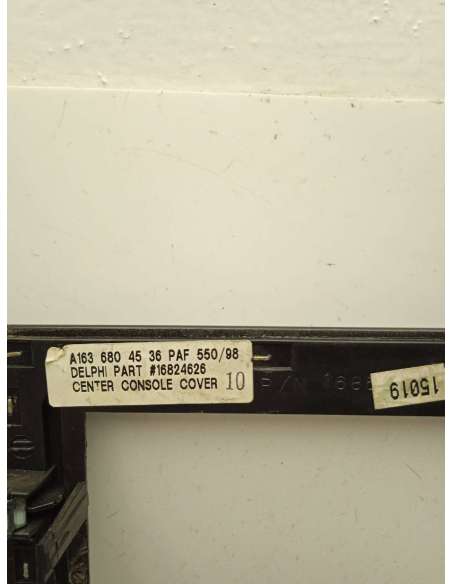 A163 680 45 36 PAF 550/98
DELPHI PART #16824626
CENTER CONSOLE COVER 10
P/N
15019